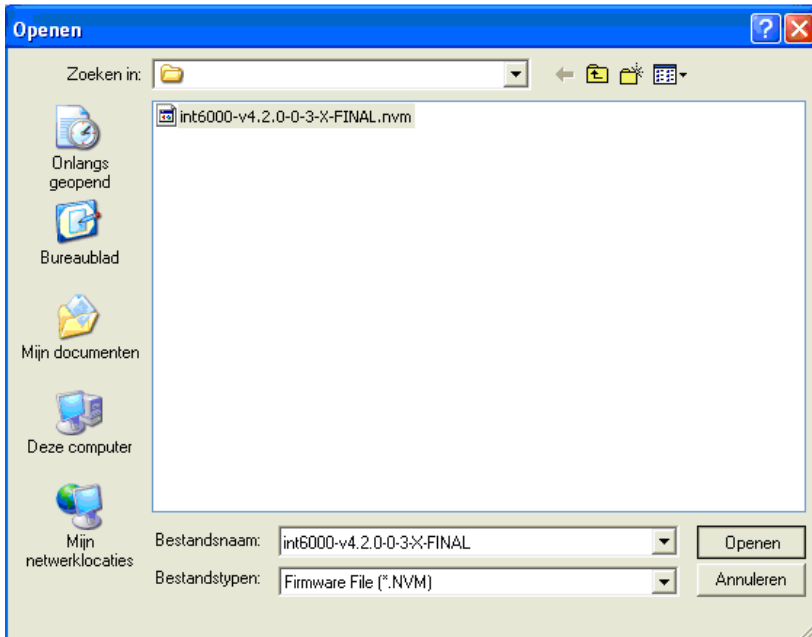 Openen
Zoeken in:
int6000-v4.2.0-0-3-X-FINAL.nvm
Onlangs
geopend
Bureaublad
Mijn documenten
Deze computer
Mijn
netwerklocaties
Bestandsnaam:
int6000-v4.2.0-0-3-X-FINAL
Openen
Bestandstypen:
Firmware File (*.NVM)
Annuleren